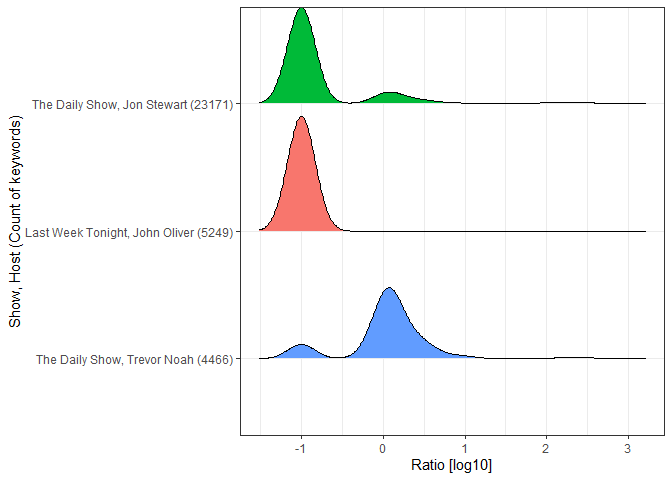 The Daily Show, Jon Stewart (23171)
Last Week Tonight, John Oliver (5249)
The Daily Show, Trevor Noah (4466)
Show, Host (Count of keywords)
-1 0 1 2 3
Ratio [log10]